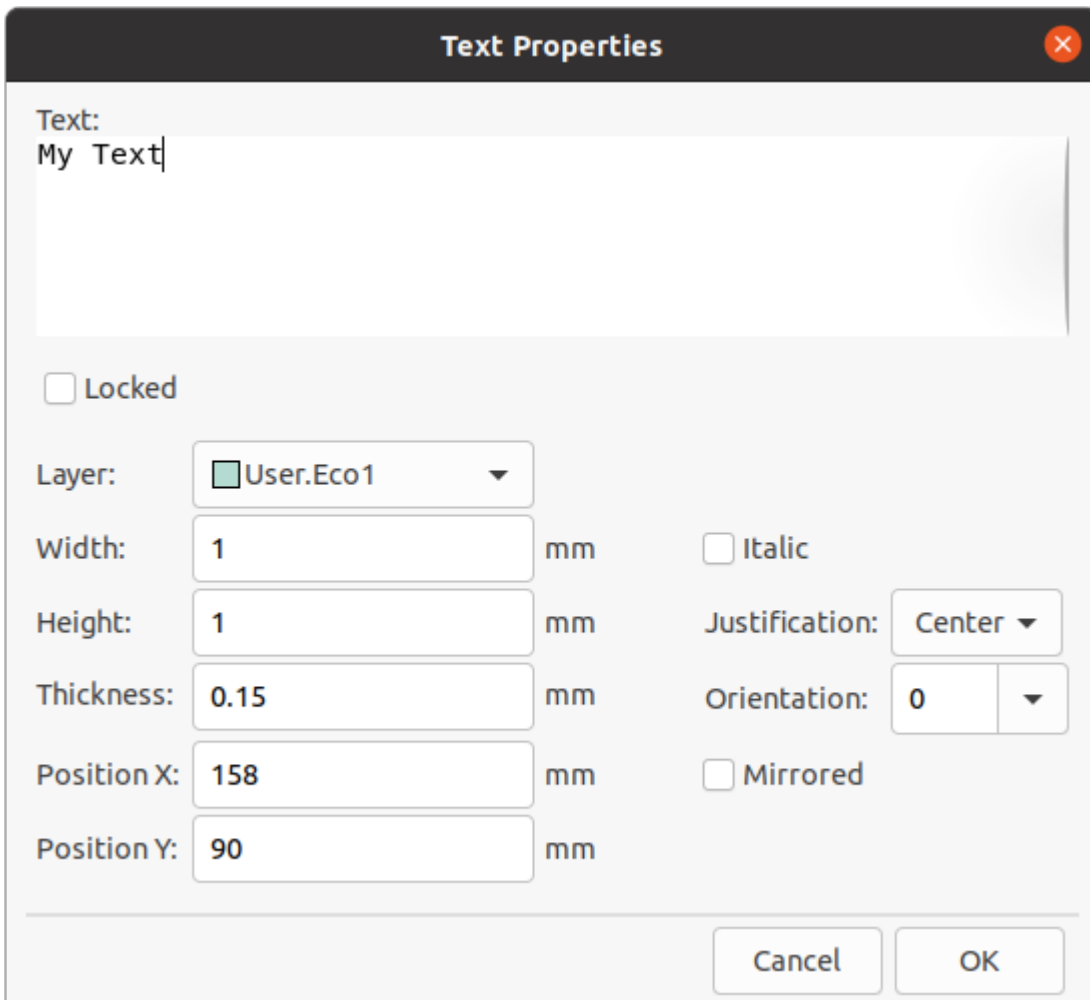 Text Properties
Text:
My Text
Locked
Layer: User.Eco1
Width: 1 mm Italic
Height: 1 mm Justification: Center
Thickness: 0.15 mm Orientation: 0
Position X: 158 mm Mirrored
Position Y: 90 mm
Cancel OK